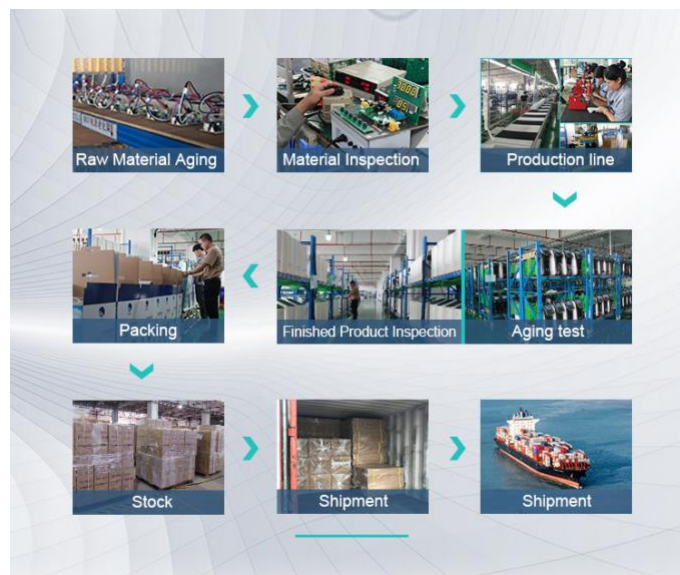 Raw Material Aging
Material Inspection
Production line
Aging test
Finished Product Inspection
Packing
Stock
Shipment
Shipment